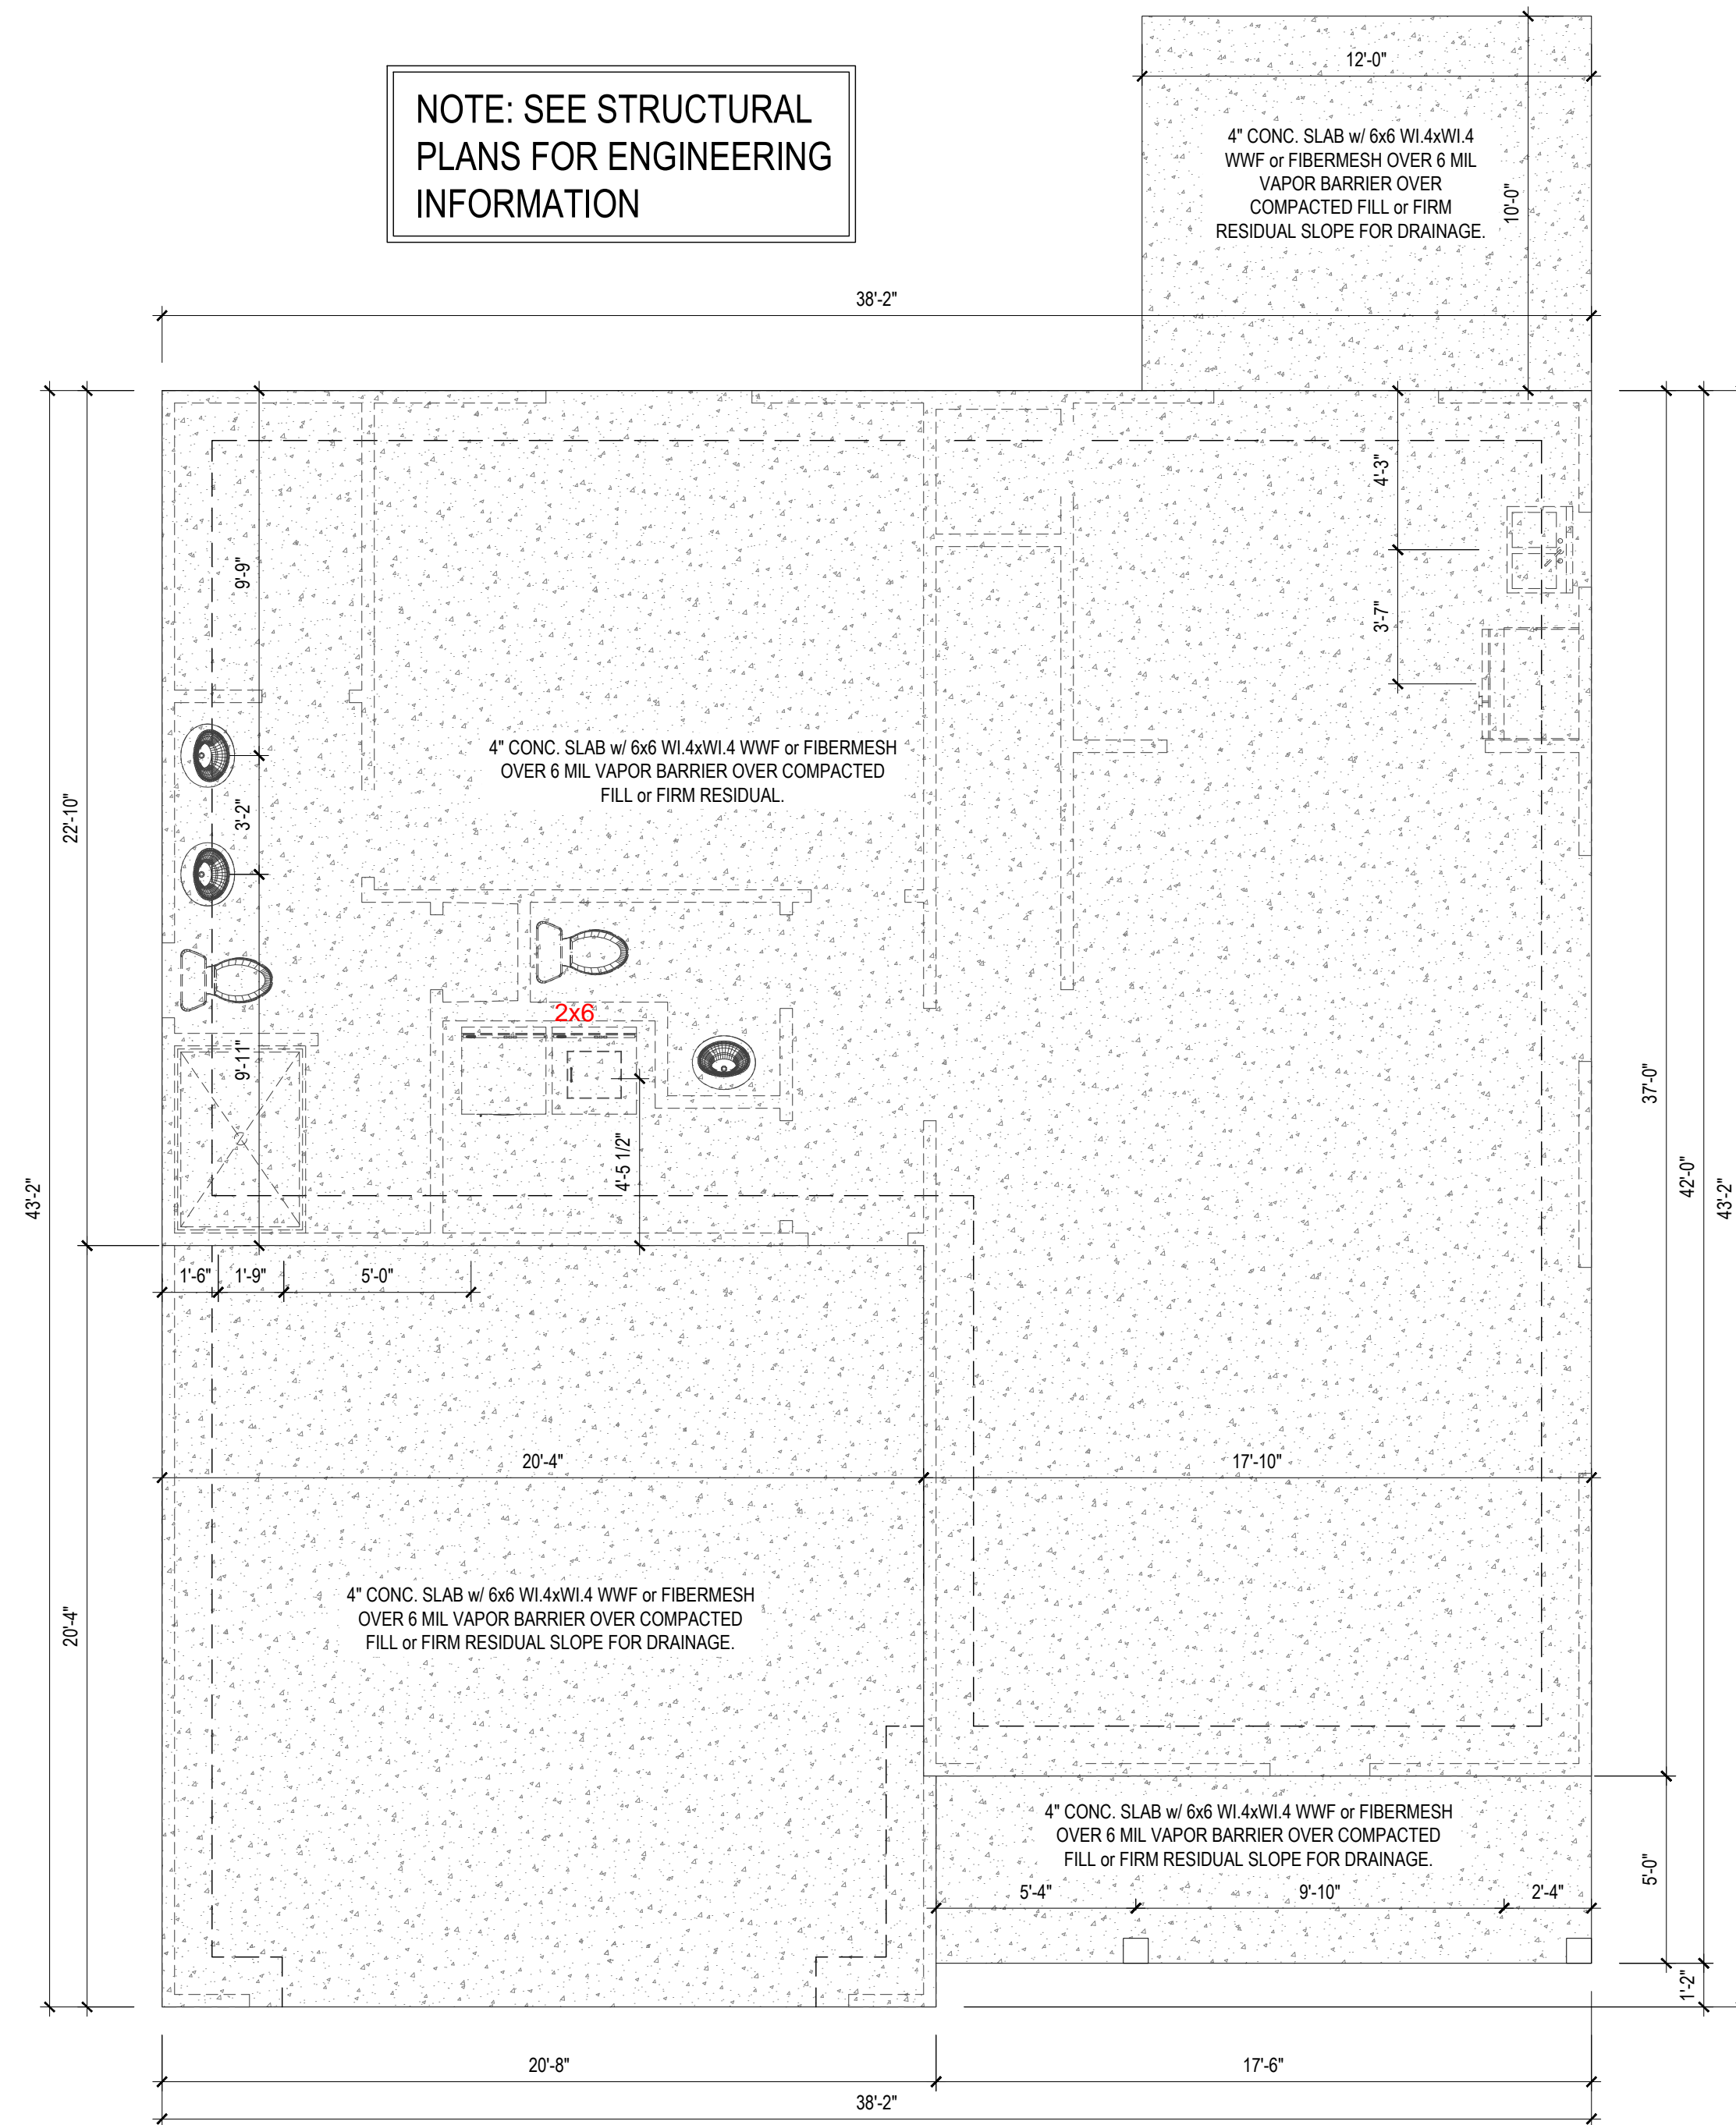 NOTE: SEE STRUCTURAL
PLANS FOR ENGINEERING
INFORMATION
12'-0"
4" CONC. SLAB w/ 6x6 WI.4xWI.4
WWF or FIBERMESH OVER 6 MIL
VAPOR BARRIER OVER
COMPACTED FILL or FIRM
RESIDUAL SLOPE FOR DRAINAGE.
10'-0"
38'-2"
4'-3"
9'-9"
3'-7"
4" CONC. SLAB w/ 6x6 WI.4xWI.4 WWF or FIBERMESH
OVER 6 MIL VAPOR BARRIER OVER COMPACTED
FILL or FIRM RESIDUAL.
22'-10"
3'-2"
2x6
9'-11"
37'-0"
4'-5 1/2"
42'-0"
43'-2"
43'-2"
1'-6"
1'-9"
5'-0"
20'-4"
17'-10"
4" CONC. SLAB w/ 6x6 WI.4xWI.4 WWF or FIBERMESH
OVER 6 MIL VAPOR BARRIER OVER COMPACTED
FILL or FIRM RESIDUAL SLOPE FOR DRAINAGE.
20'-4"
4" CONC. SLAB w/ 6x6 WI.4xWI.4 WWF or FIBERMESH
OVER 6 MIL VAPOR BARRIER OVER COMPACTED
FILL or FIRM RESIDUAL SLOPE FOR DRAINAGE.
5'-0"
5'-4"
9'-10"
2'-4"
1'-2"
20'-8"
17'-6"
38'-2"